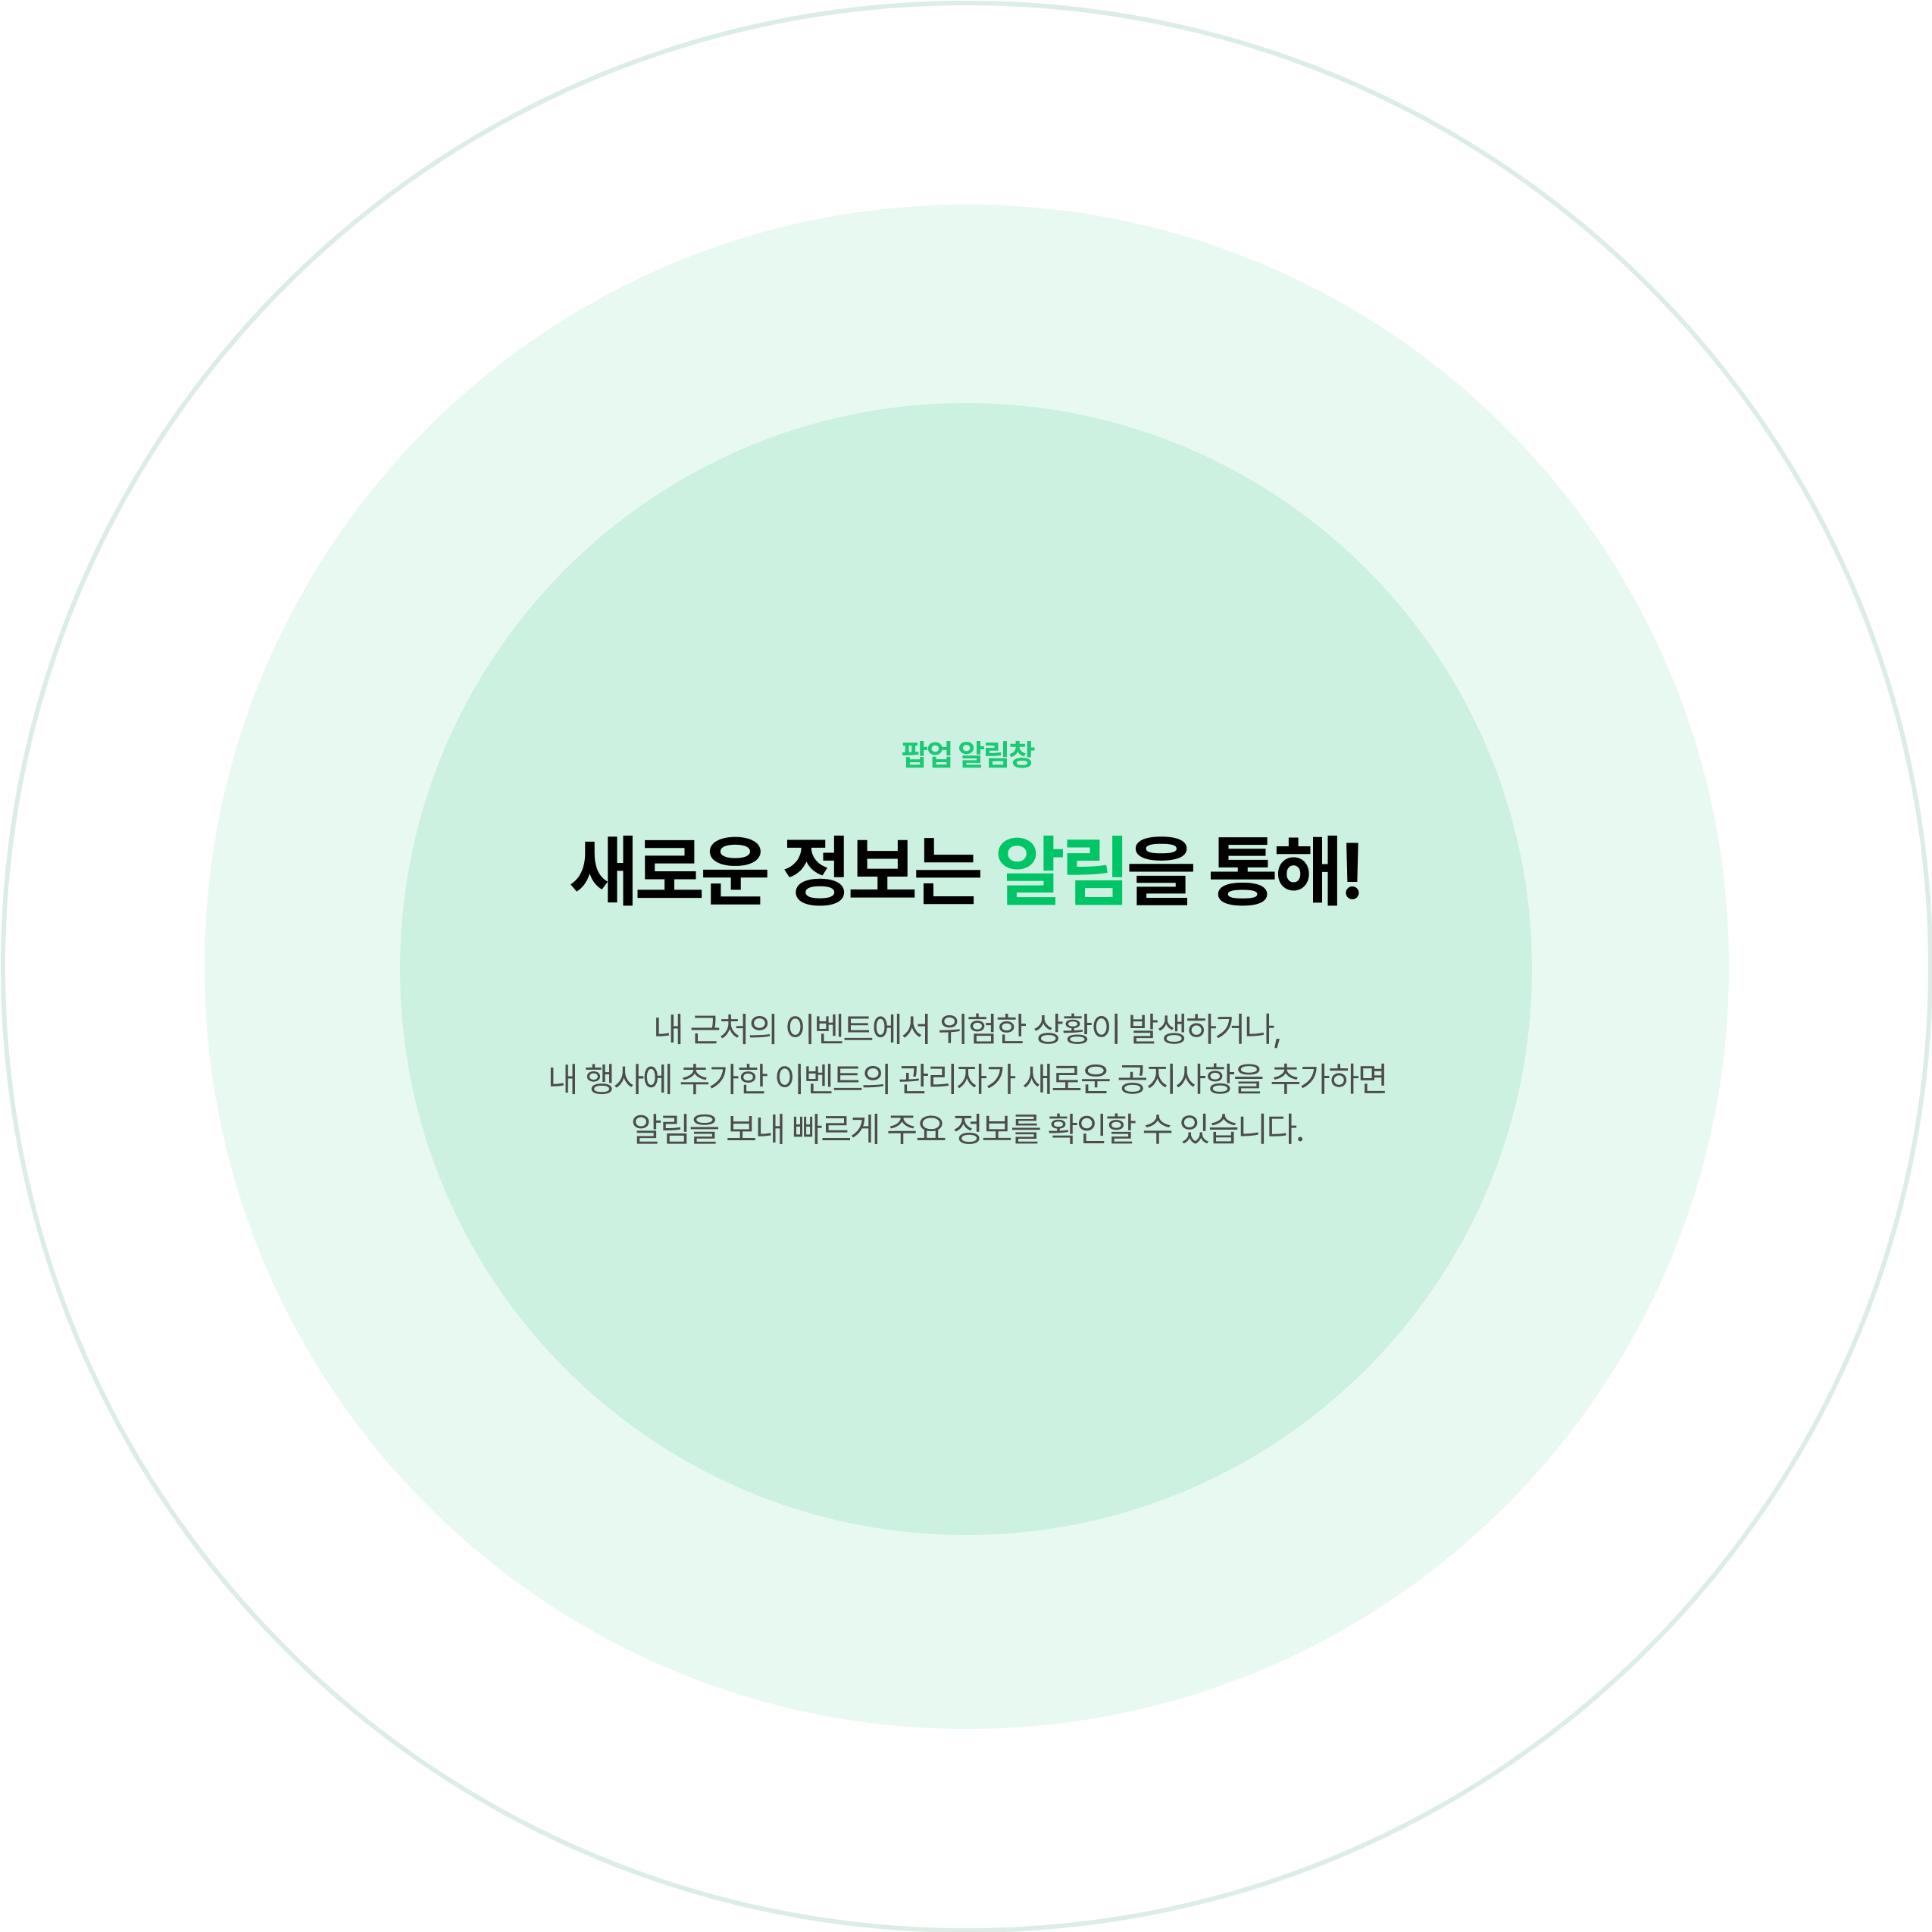 팝업 알림창
새로운 정보는 알림을 통해!
내 근처의 이벤트에서 위험한 상황이 발생하거나,
내 행사에 추가한 이벤트의 관리자가 새로운 공지사항을 추가하면
알림을 보내 빠르게 주요 정보를 확인할 수 있습니다.